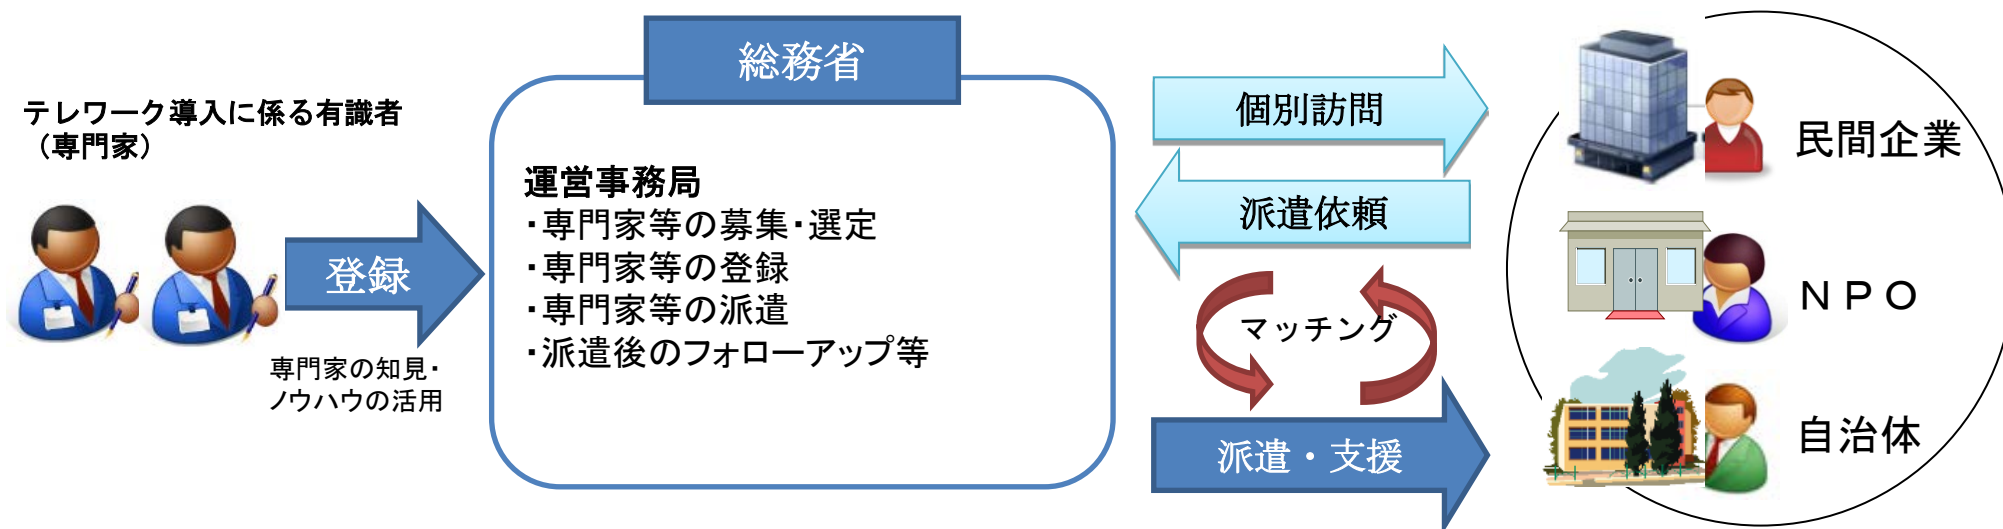 テレワーク導入に係る有識者
（専門家）
登録
専門家の知見・
ノウハウの活用
総務省
運営事務局
・専門家等の募集・選定
・専門家等の登録
・専門家等の派遣
・派遣後のフォローアップ等
個別訪問
派遣依頼
マッチング
派遣・支援
民間企業
ＮＰＯ
自治体